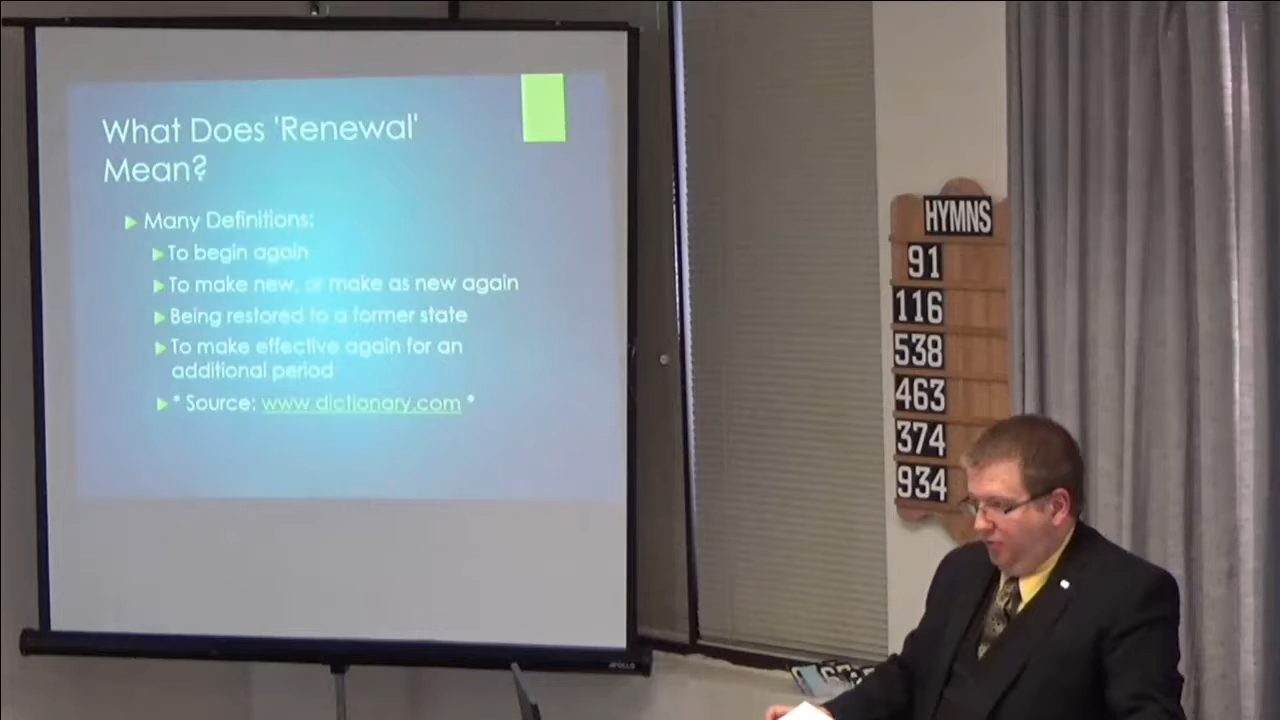 What Does 'Renewal'
Mean?
Many Definitions:
To begin again
To make new, or make as new again
Being restored to a former state
To make effective again for an
additional period
* Source: www.dictionary.com *
HYMNS
91
116
538
463
374
934
APOLLO